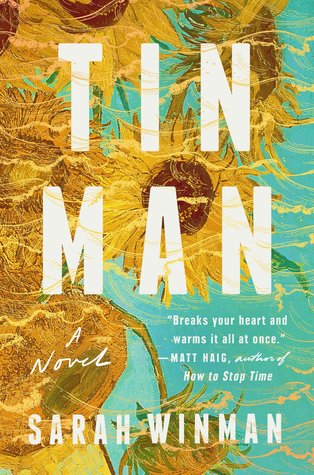 TIN
MAN
A
Novel
"Breaks your heart and
warms it all at once."
—MATT HAIG, author of
How to Stop Time
SARAH WINMAN